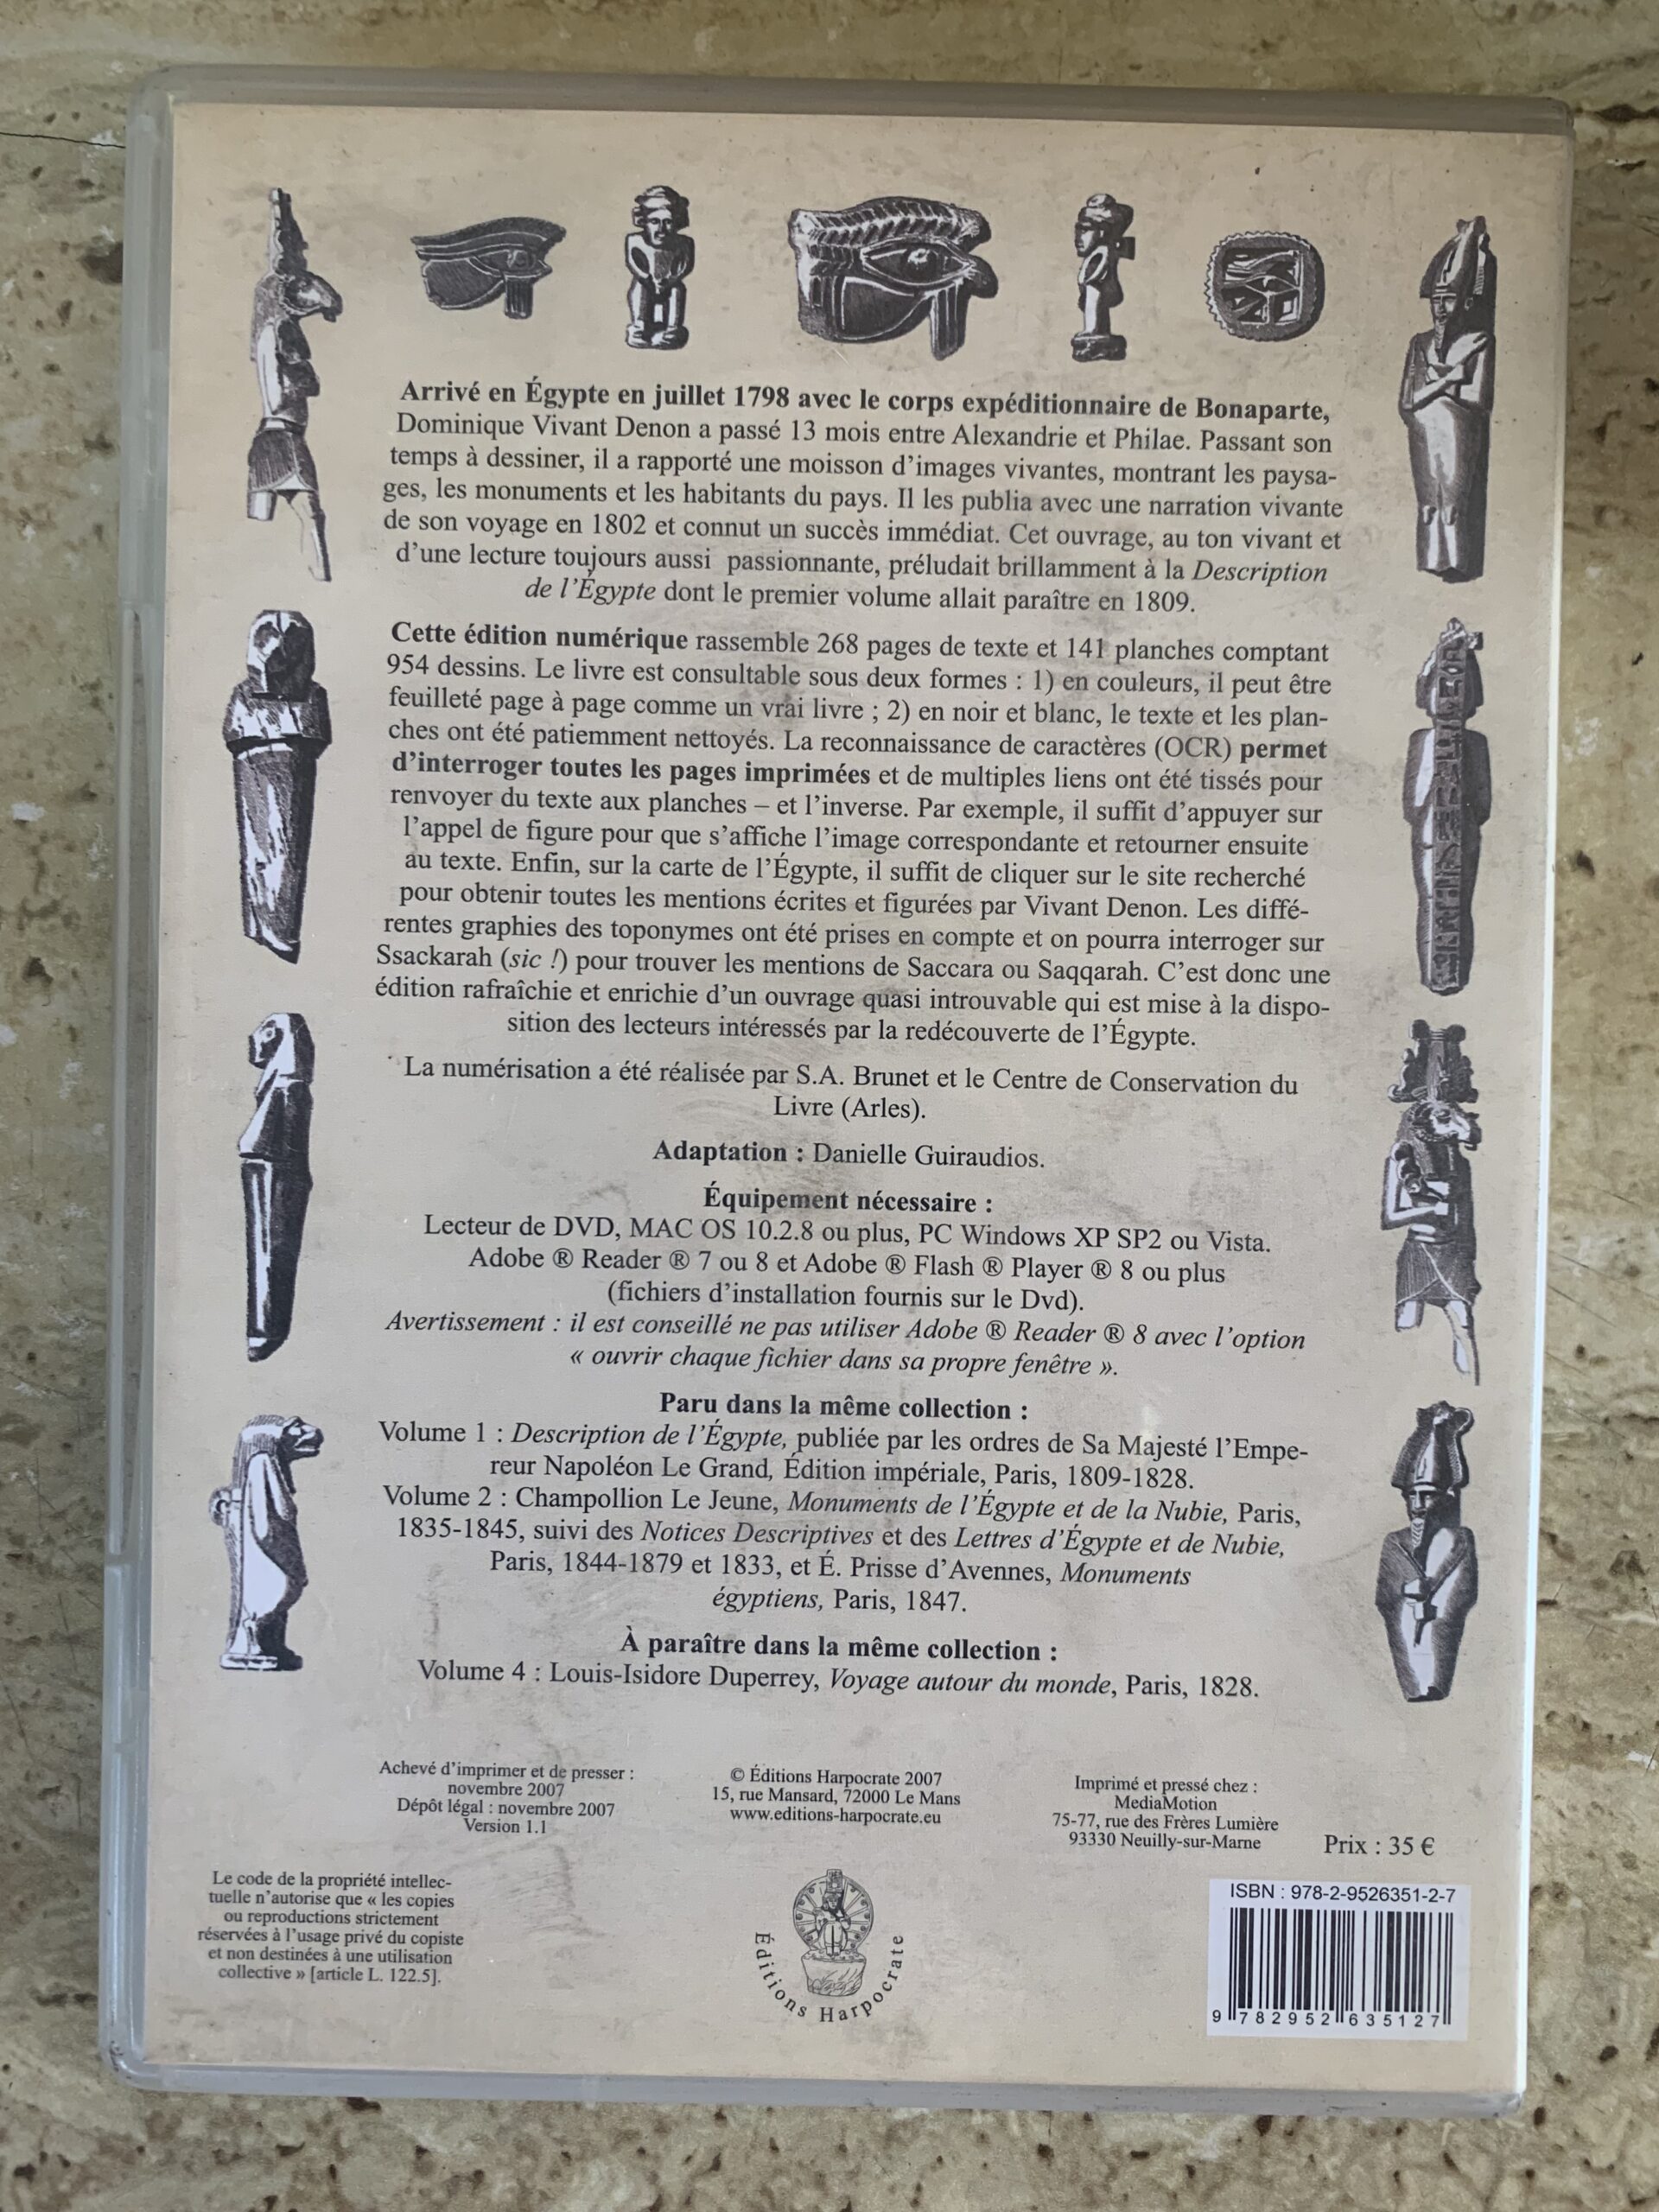 Arrivé en Égypte en juillet 1798 avec le corps expéditionnaire de Bonaparte,
Dominique Vivant Denon a passé 13 mois entre Alexandrie et Philae. Passant son
temps à dessiner, il a rapporté une moisson d'images vivantes, montrant les paysa-
ges, les monuments et les habitants du pays. Il les publia avec une narration vivante
de son voyage en 1802 et connut un succès immédiat. Cet ouvrage, au ton vivant et
d'une lecture toujours aussi passionnante, préludait brillamment à la Description
de l'Égypte dont le premier volume allait paraître en 1809.
Cette édition numérique rassemble 268 pages de texte et 141 planches comptant
954 dessins. Le livre est consultable sous deux formes : 1) en couleurs, il peut être
feuilleté page à page comme un vrai livre ; 2) en noir et blanc, le texte et les plan-
ches ont été patiemment nettoyés. La reconnaissance de caractères (OCR) permet
d'interroger toutes les pages imprimées et de multiples liens ont été tissés pour
renvoyer du texte aux planches – et l'inverse. Par exemple, il suffit d'appuyer sur
l'appel de figure pour que s'affiche l'image correspondante et retourner ensuite
au texte. Enfin, sur la carte de l'Égypte, il suffit de cliquer sur le site recherché
pour obtenir toutes les mentions écrites et figurées par Vivant Denon. Les diffé-
rentes graphies des toponymes ont été prises en compte et on pourra interroger sur
Ssackarah (sic !) pour trouver les mentions de Saccara ou Saqqarah. C'est donc une
édition rafraîchie et enrichie d'un ouvrage quasi introuvable qui est mise à la dispo-
sition des lecteurs intéressés par la redécouverte de l'Égypte.
La numérisation a été réalisée par S.A. Brunet et le Centre de Conservation du
Livre (Arles).
Adaptation : Danielle Guiraudios.
Équipement nécessaire :
Lecteur de DVD, MAC OS 10.2.8 ou plus, PC Windows XP SP2 ou Vista.
Adobe ® Reader ® 7 ou 8 et Adobe ® Flash ® Player ® 8 ou plus
(fichiers d'installation fournis sur le Dvd).
Avertissement : il est conseillé ne pas utiliser Adobe ® Reader ® 8 avec l'option
« ouvrir chaque fichier dans sa propre fenêtre ».
Paru dans la même collection :
Volume 1 : Description de l'Égypte, publiée par les ordres de Sa Majesté l'Empe-
reur Napoléon Le Grand, Édition impériale, Paris, 1809-1828.
Volume 2 : Champollion Le Jeune, Monuments de l'Égypte et de la Nubie, Paris,
1835-1845, suivi des Notices Descriptives et des Lettres d'Égypte et de Nubie,
Paris, 1844-1879 et 1833, et É. Prisse d'Avennes, Monuments
égyptiens, Paris, 1847.
À paraître dans la même collection :
Volume 4 : Louis-Isidore Duperrey, Voyage autour du monde, Paris, 1828.
Achevé d'imprimer et de presser :
novembre 2007
Dépôt légal : novembre 2007
Version 1.1
© Éditions Harpocrate 2007
15, rue Mansard, 72000 Le Mans
www.editions-harpocrate.eu
Imprimé et pressé chez :
MediaMotion
75-77, rue des Frères Lumière
93330 Neuilly-sur-Marne
Prix : 35 €
Le code de la propriété intellec-
tuelle n'autorise que « les copies
ou reproductions strictement
réservées à l'usage privé du copiste
et non destinées à une utilisation
collective » [article L. 122.5].
Éditions Harpocrate
ISBN : 978-2-9526351-2-7
9 782952 635127